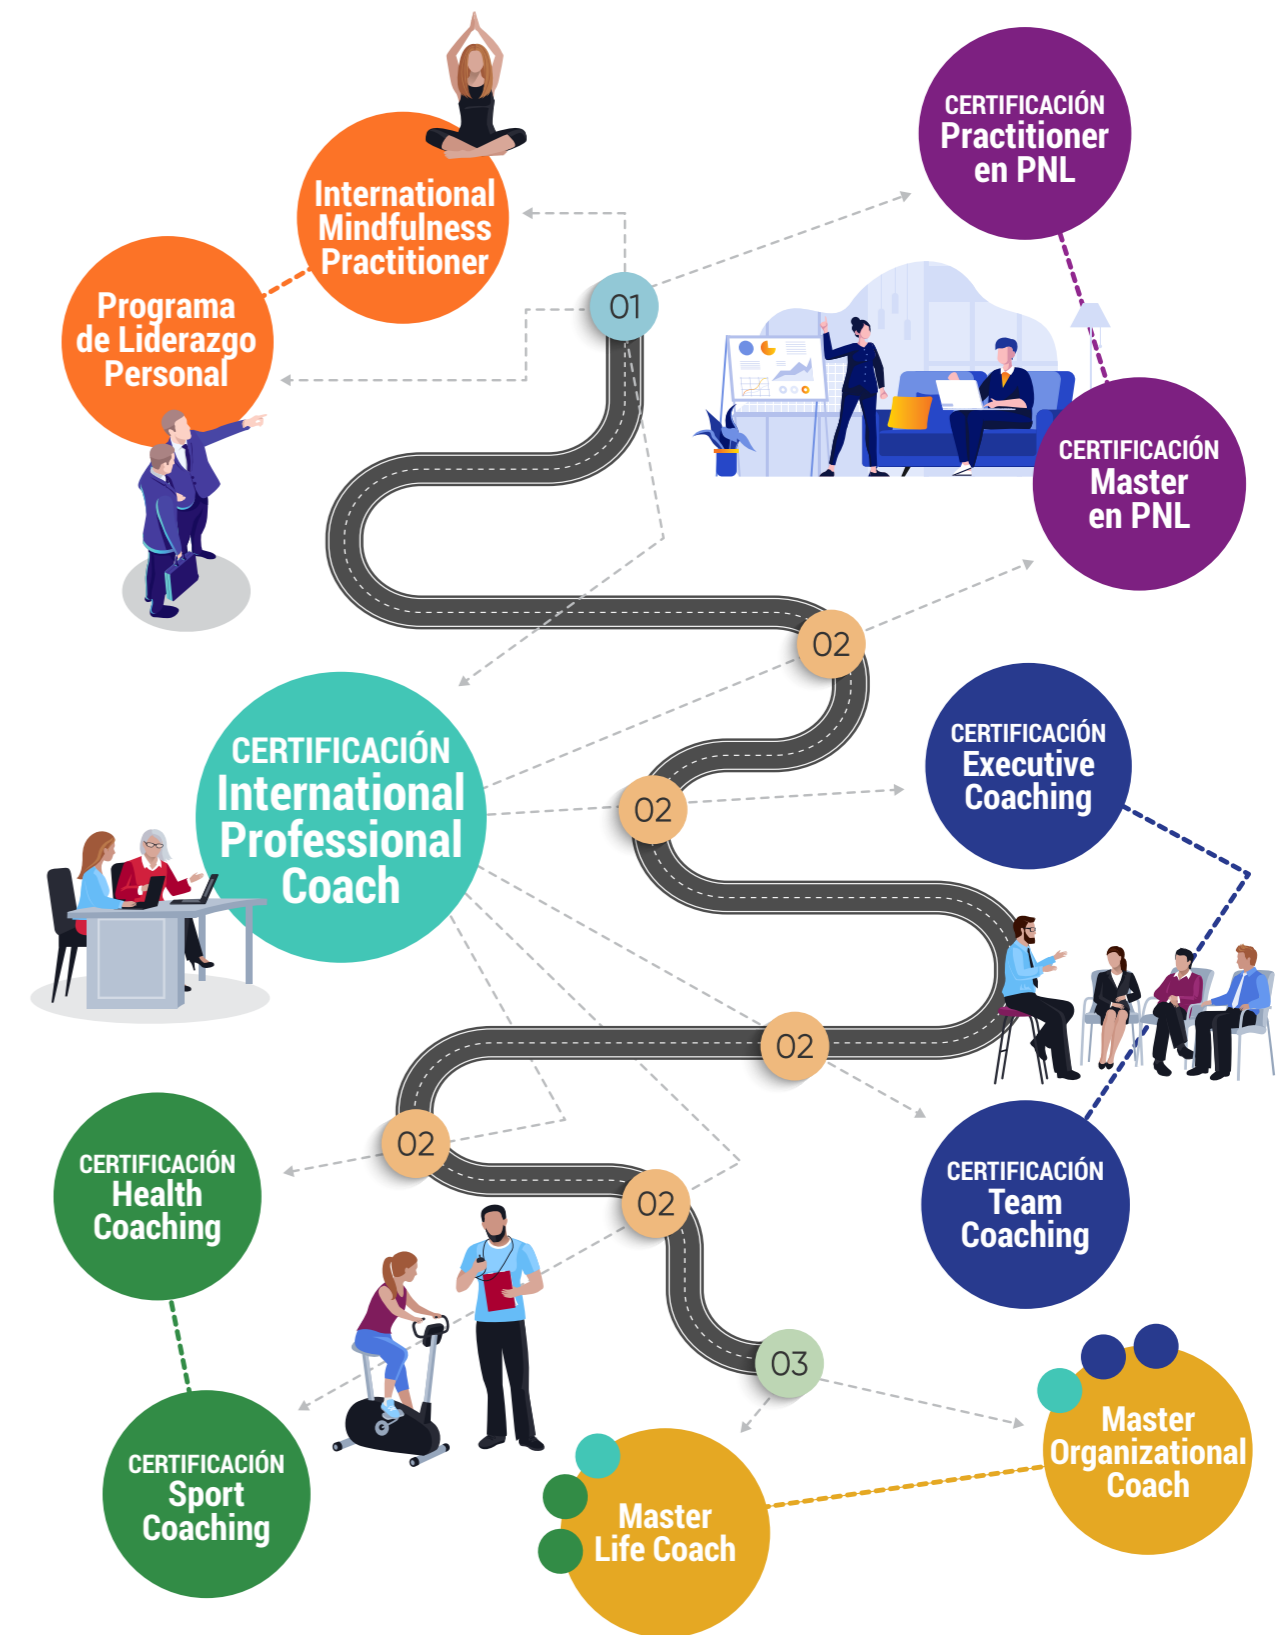 International
Mindfulness
Practitioner
CERTIFICACIÓN
Practitioner
en PNL
Programa
de Liderazgo
Personal
01
CERTIFICACIÓN
Master
en PNL
02
CERTIFICACIÓN
International
Professional
Coach
CERTIFICACIÓN
Executive
Coaching
02
02
02
CERTIFICACIÓN
Health
Coaching
02
CERTIFICACIÓN
Team
Coaching
03
CERTIFICACIÓN
Sport
Coaching
Master
Life Coach
Master
Organizational
Coach